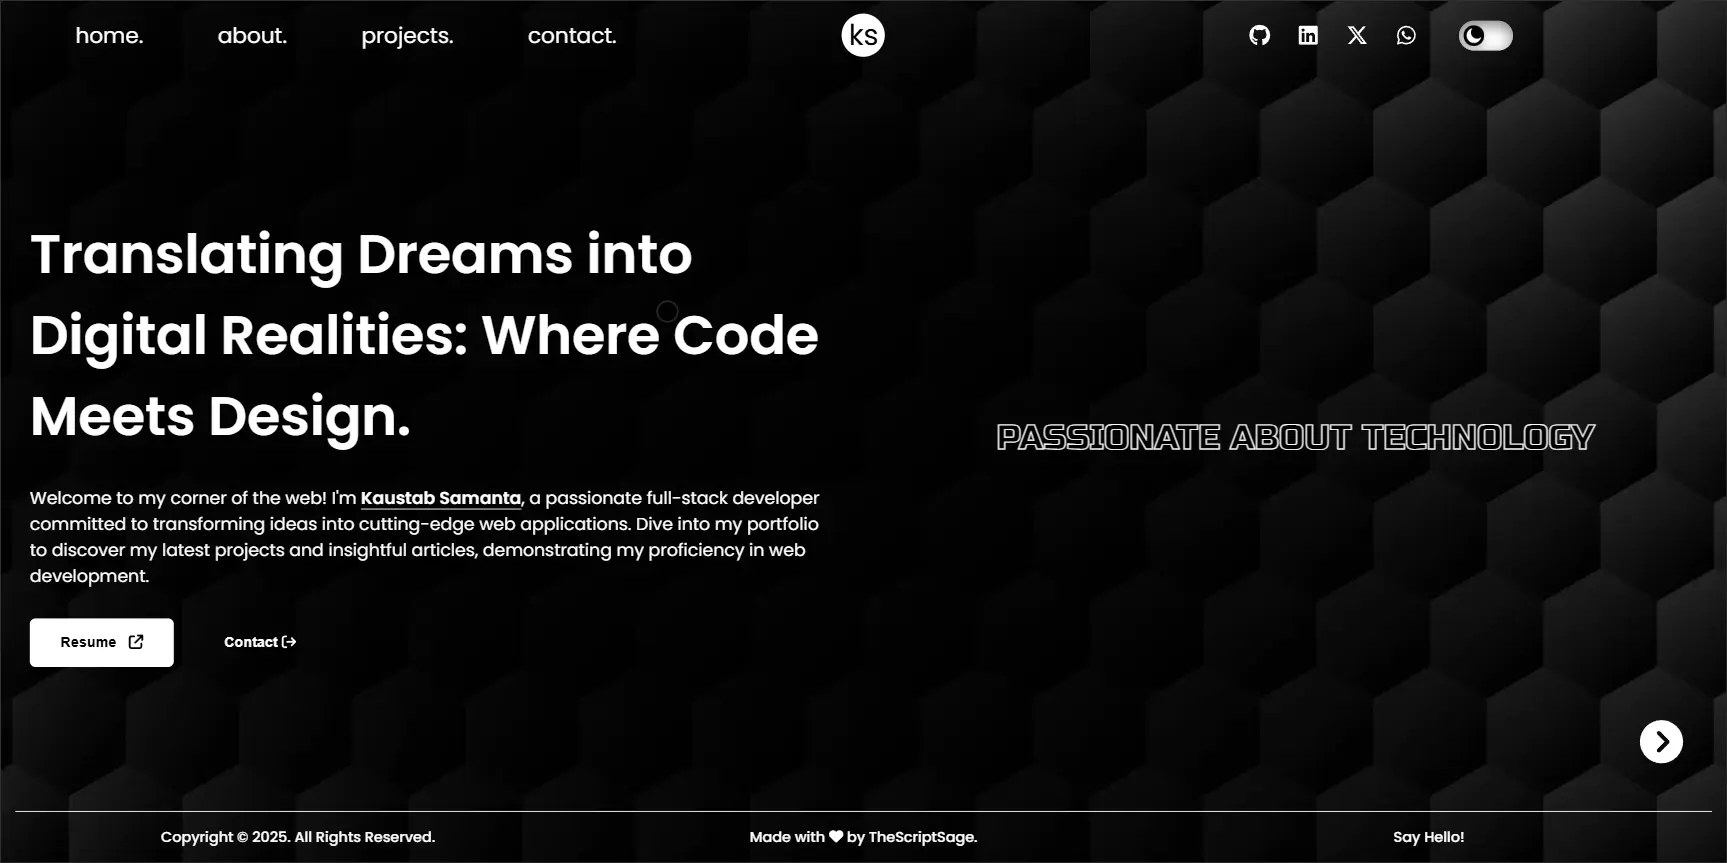 home. about. projects. contact. ks
Translating Dreams into
Digital Realities: Where Code
Meets Design.
PASSIONATE ABOUT TECHNOLOGY
Welcome to my corner of the web! I'm Kaustab Samanta, a passionate full-stack developer
committed to transforming ideas into cutting-edge web applications. Dive into my portfolio
to discover my latest projects and insightful articles, demonstrating my proficiency in web
development.
Resume Contact
Copyright © 2025. All Rights Reserved. Made with ❤ by TheScriptSage. Say Hello!